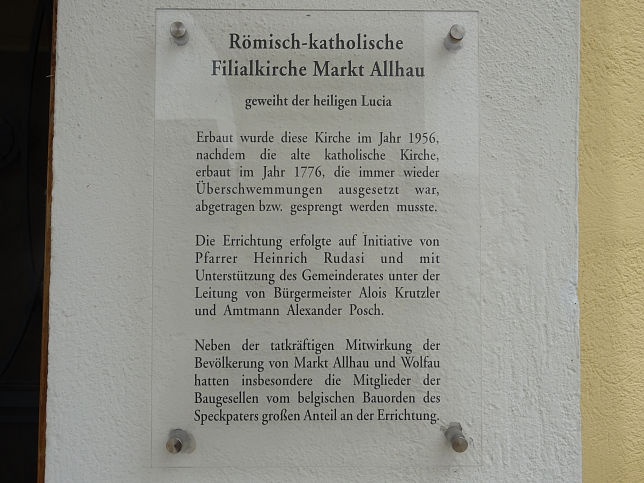 Römisch-katholische
Filialkirche Markt Allhau
geweiht der heiligen Lucia
Erbaut wurde diese Kirche im Jahr 1956,
nachdem die alte katholische Kirche,
erbaut im Jahr 1776, die immer wieder
Überschwemmungen ausgesetzt war,
abgetragen bzw. gesprengt werden musste.
Die Errichtung erfolgte auf Initiative von
Pfarrer Heinrich Rudasi und mit
Unterstützung des Gemeinderates unter der
Leitung von Bürgermeister Alois Krutzler
und Amtmann Alexander Posch.
Neben der tatkräftigen Mitwirkung der
Bevölkerung von Markt Allhau und Wolfau
hatten insbesondere die Mitglieder der
Baugesellen vom belgischen Bauorden des
Speckpaters großen Anteil an der Errichtung.